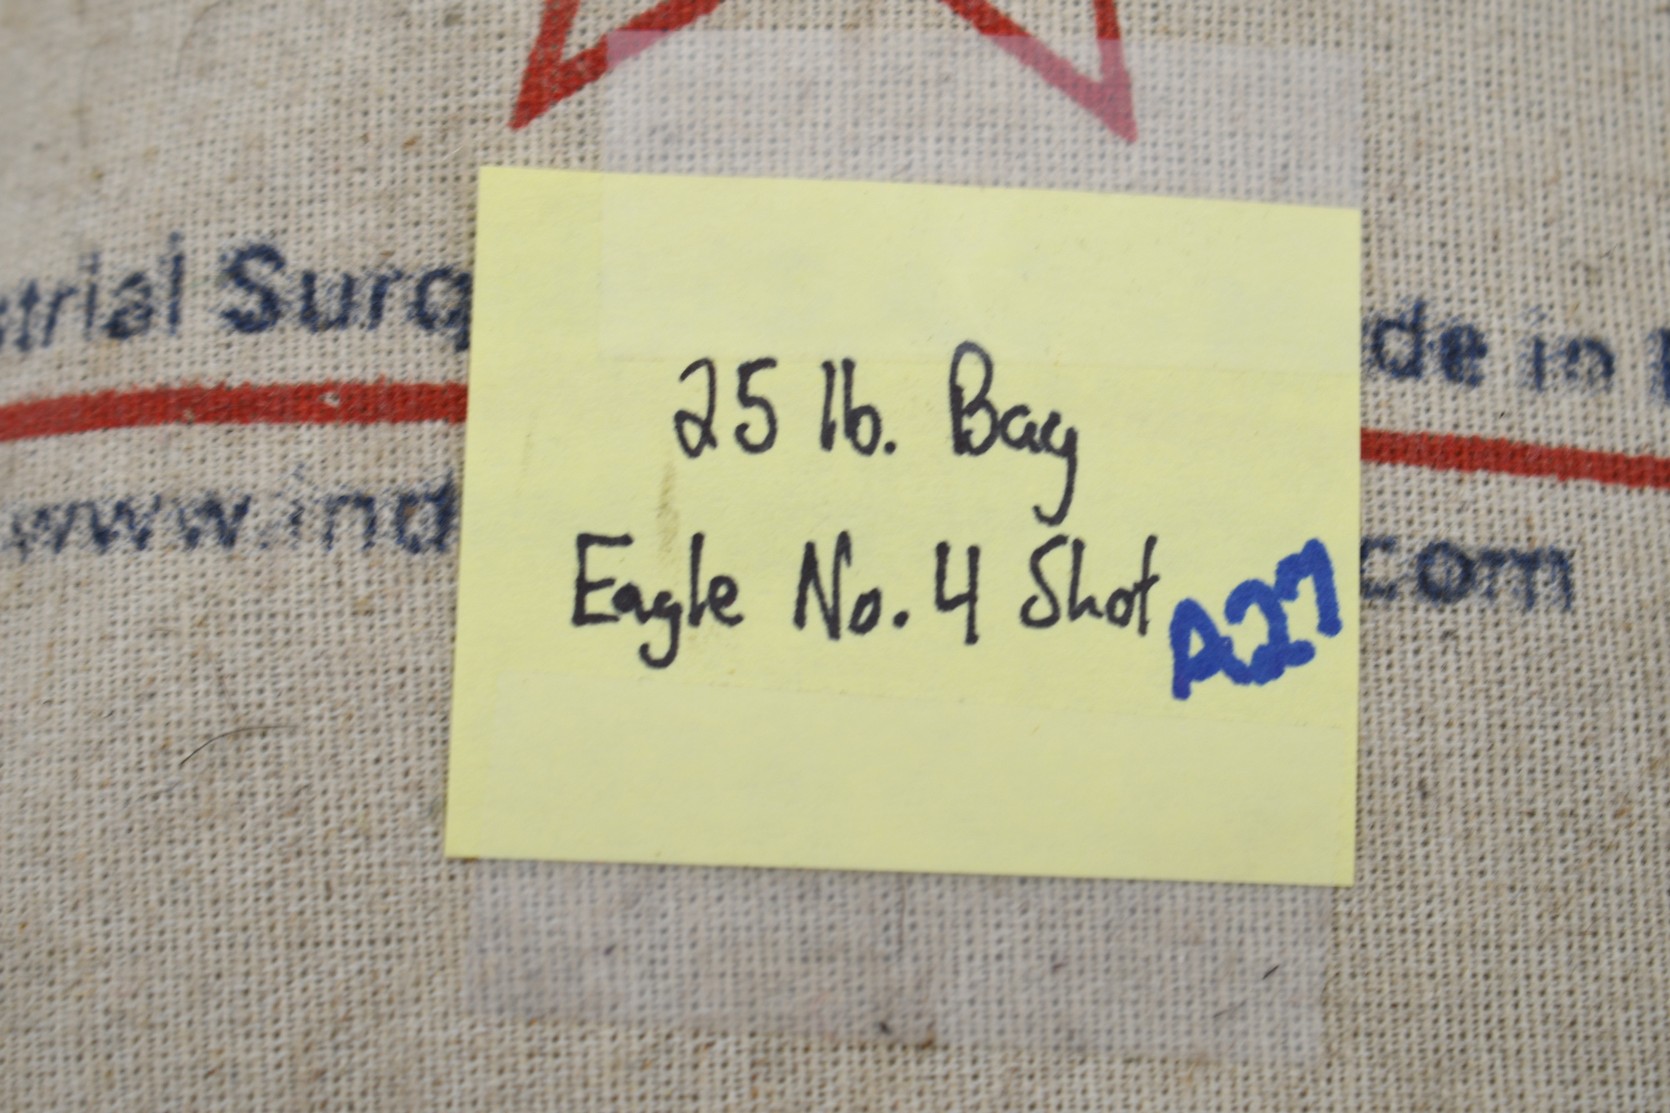 strial Surg
de in
www.ind
com
25 lb. Bag
Eagle No. 4 Shot
A27